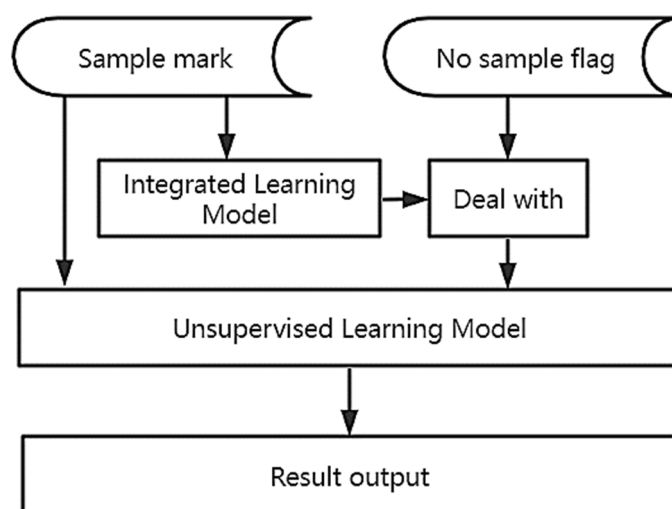 Sample mark
No sample flag
Integrated Learning
Model
Deal with
Unsupervised Learning Model
Result output